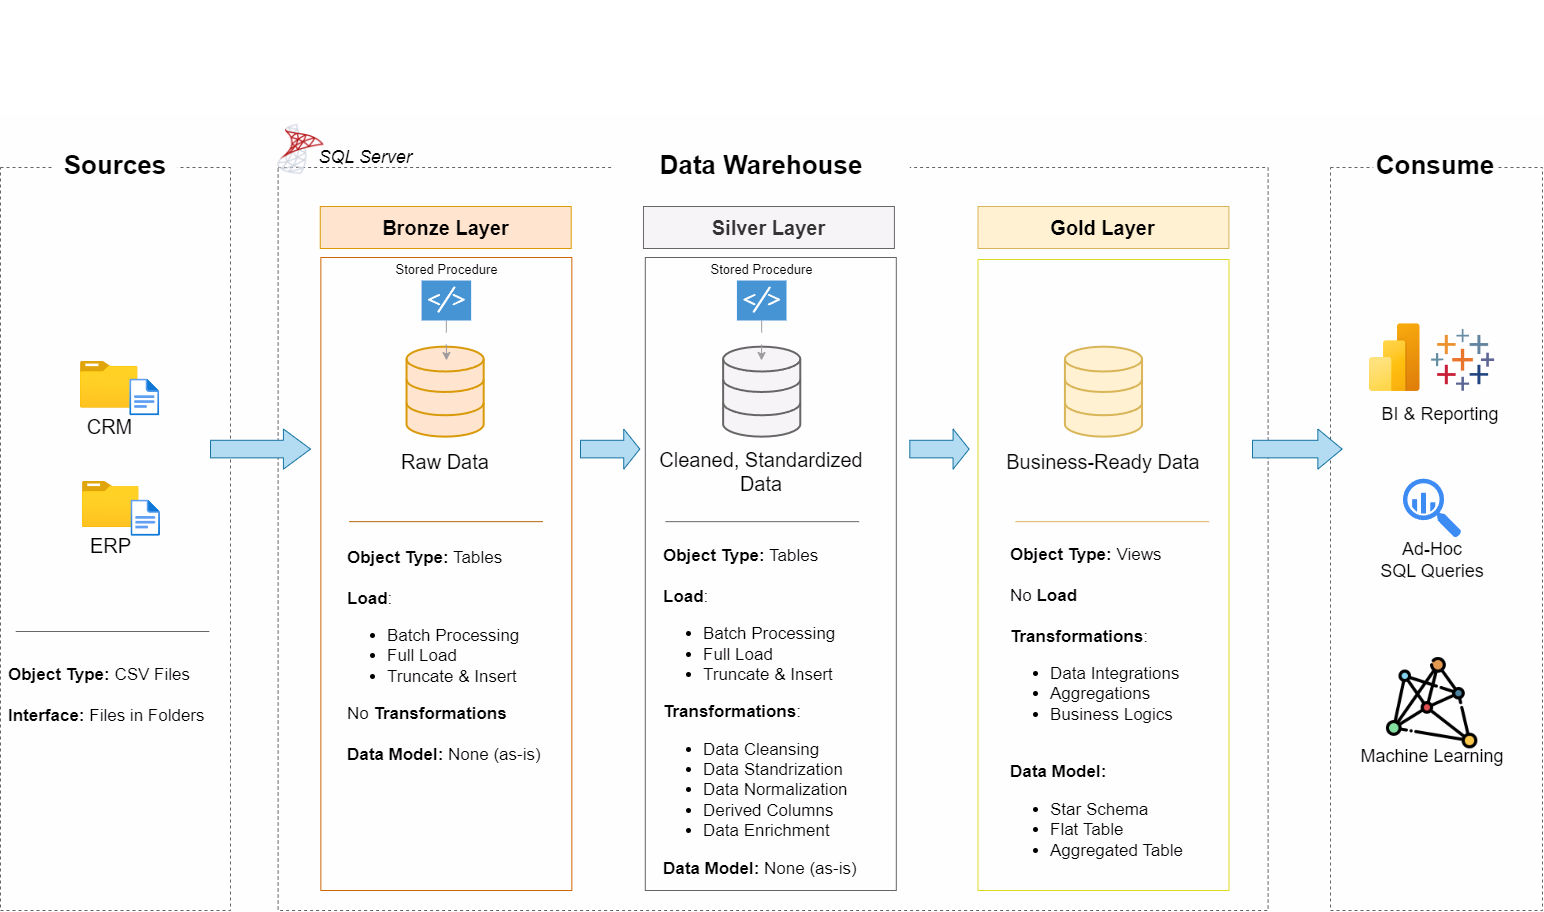 Sources
CRM
ERP
Object Type: CSV Files
Interface: Files in Folders
SQL Server
Data Warehouse
Bronze Layer
Stored Procedure
</>
Raw Data
Object Type: Tables
Load:
• Batch Processing
• Full Load
• Truncate & Insert
No Transformations
Data Model: None (as-is)
Silver Layer
Stored Procedure
</>
Cleaned, Standardized
Data
Object Type: Tables
Load:
• Batch Processing
• Full Load
• Truncate & Insert
Transformations:
• Data Cleansing
• Data Standrization
• Data Normalization
• Derived Columns
• Data Enrichment
Data Model: None (as-is)
Gold Layer
Business-Ready Data
Object Type: Views
No Load
Transformations:
• Data Integrations
• Aggregations
• Business Logics
Data Model:
• Star Schema
• Flat Table
• Aggregated Table
Consume
BI & Reporting
Ad-Hoc
SQL Queries
Machine Learning